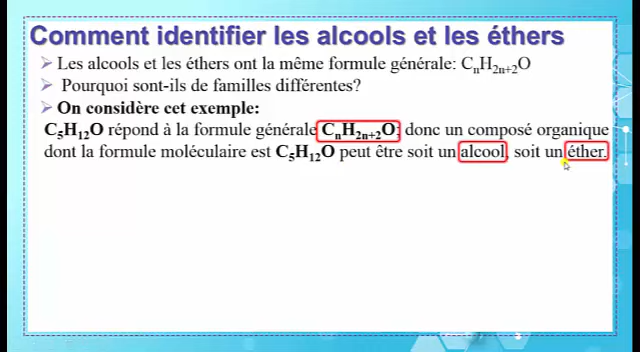 Comment identifier les alcools et les éthers
➢ Les alcools et les éthers ont la même formule générale: CₙH₂ₙ₊₂O
➢ Pourquoi sont-ils de familles différentes?
➢ On considère cet exemple:
C₅H₁₂O répond à la formule générale CₙH₂ₙ₊₂O; donc un composé organique
dont la formule moléculaire est C₅H₁₂O peut être soit un alcool, soit un éther.